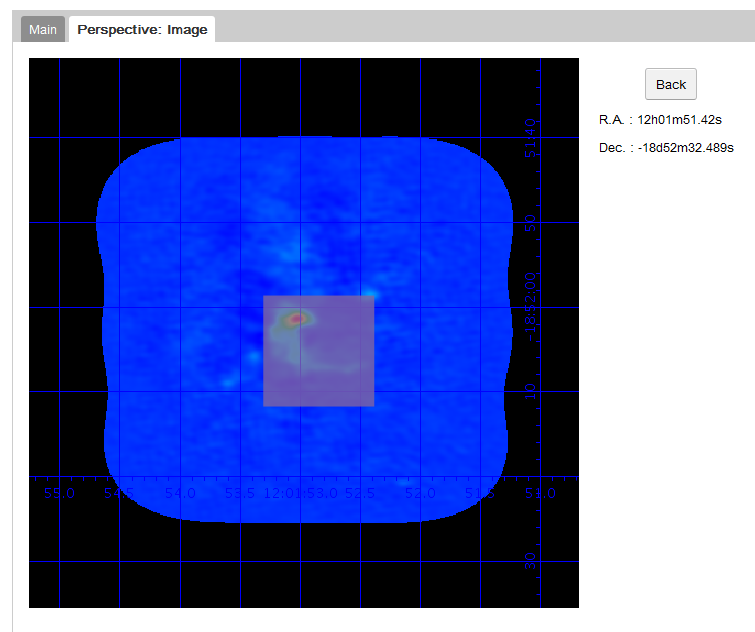 Main
Perspective: Image
Back
R.A. : 12h01m51.42s
Dec. : -18d52m32.489s
51:40
50
-18:52:00
10
55.0 54.5 54.0 53.5 12:01:53.0 52.5 52.0 51.5 51.0
30